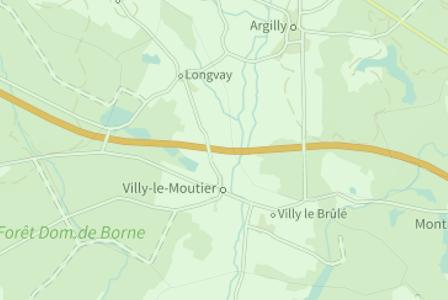 Argilly
Longvay
Villy-le-Moutier
Villy le Brûlé
Mont
Forêt Dom.de Borne